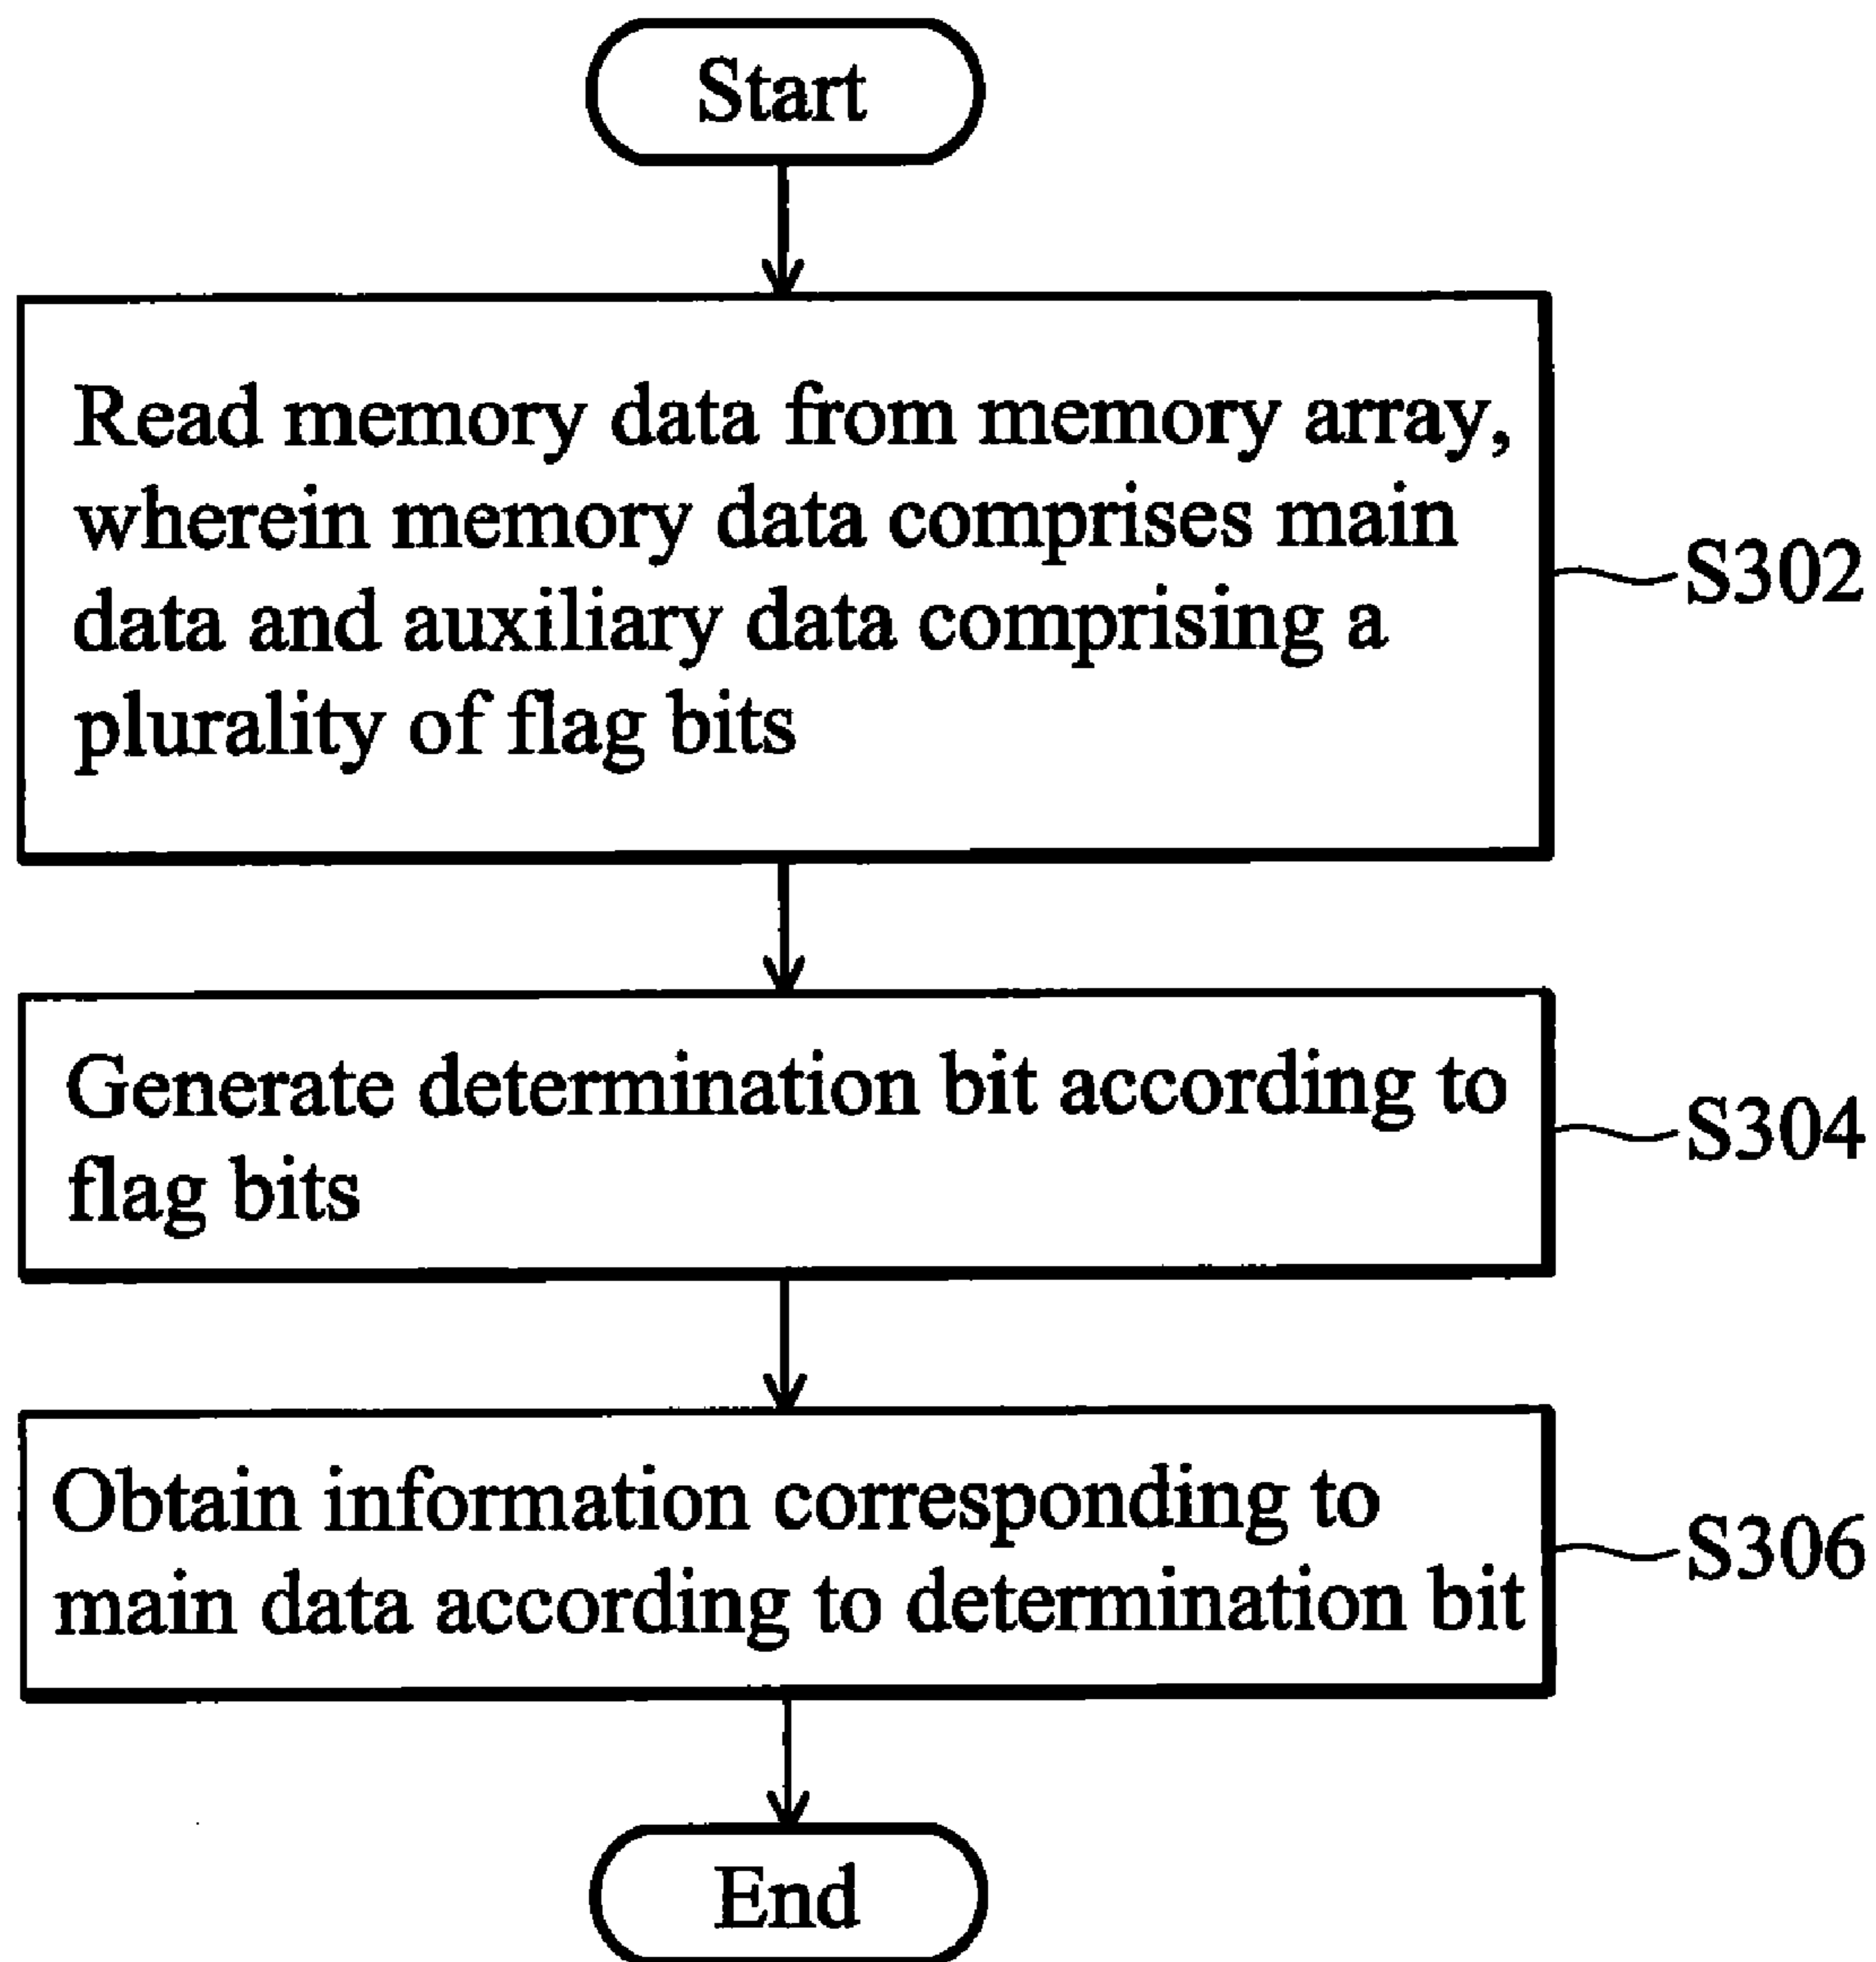 Start
Read memory data from memory array,
wherein memory data comprises main
data and auxiliary data comprising a
plurality of flag bits
S302
Generate determination bit according to
flag bits
S304
Obtain information corresponding to
main data according to determination bit
S306
End